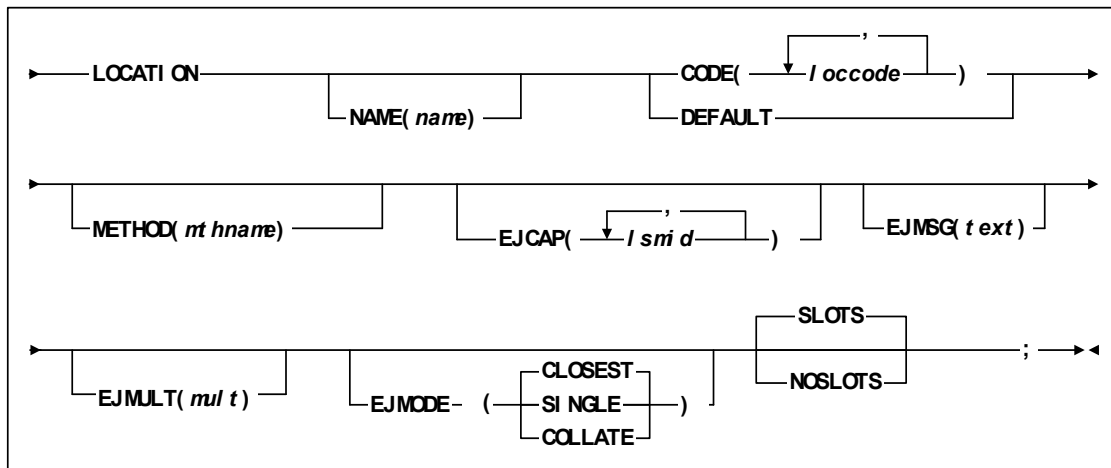 ,
LOCATION CODE( loccode )
NAME(name) DEFAULT
,
METHOD(mthname) EJCAP( lsmid ) EJMSG(text)
SLOTS
;
CLOSEST NOSLOTS
EJMULT(mult) EJMODE ( SINGLE )
COLLATE